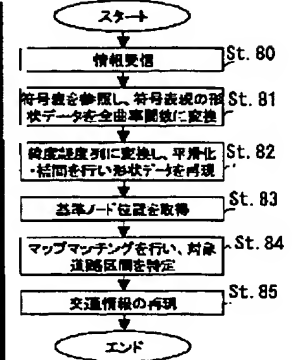 スタート
情報受信
St. 80
符号表を参照し、符号表現の形
状データを全曲率関数に変換
St. 81
緯度経度列に変換し、平滑化
・補間を行い形状データを再現
St. 82
基準ノード位置を取得
St. 83
マップマッチングを行い、対象
道路区間を特定
St. 84
交通情報の再現
St. 85
エンド